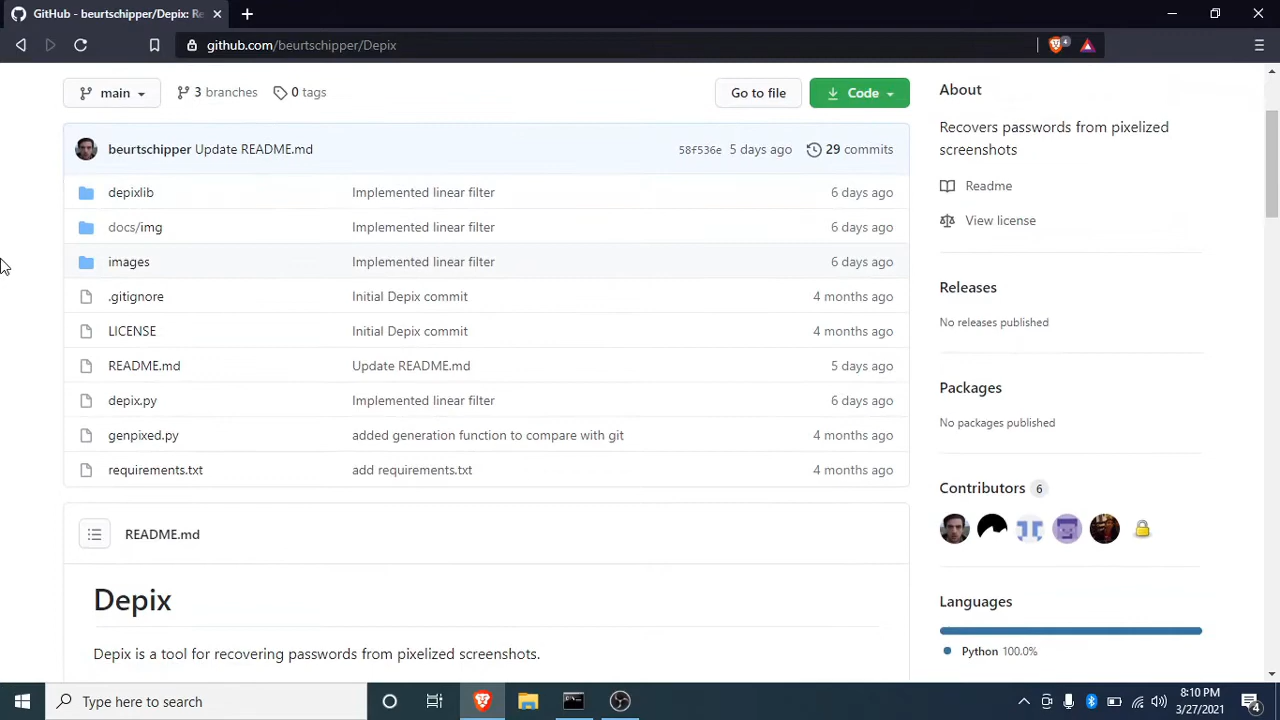 GitHub - beurtschipper/Depix: Re
github.com/beurtschipper/Depix
4
main
3 branches
0 tags
Go to file
Code
beurtschipper Update README.md
58f536e 5 days ago
29 commits
depixlib
Implemented linear filter
6 days ago
docs/img
Implemented linear filter
6 days ago
images
Implemented linear filter
6 days ago
.gitignore
Initial Depix commit
4 months ago
LICENSE
Initial Depix commit
4 months ago
README.md
Update README.md
5 days ago
depix.py
Implemented linear filter
6 days ago
genpixed.py
added generation function to compare with git
4 months ago
requirements.txt
add requirements.txt
4 months ago
README.md
Depix
Depix is a tool for recovering passwords from pixelized screenshots.
About
Recovers passwords from pixelized
screenshots
Readme
View license
Releases
No releases published
Packages
No packages published
Contributors 6
Languages
Python 100.0%
Type here to search
8:10 PM
3/27/2021
4